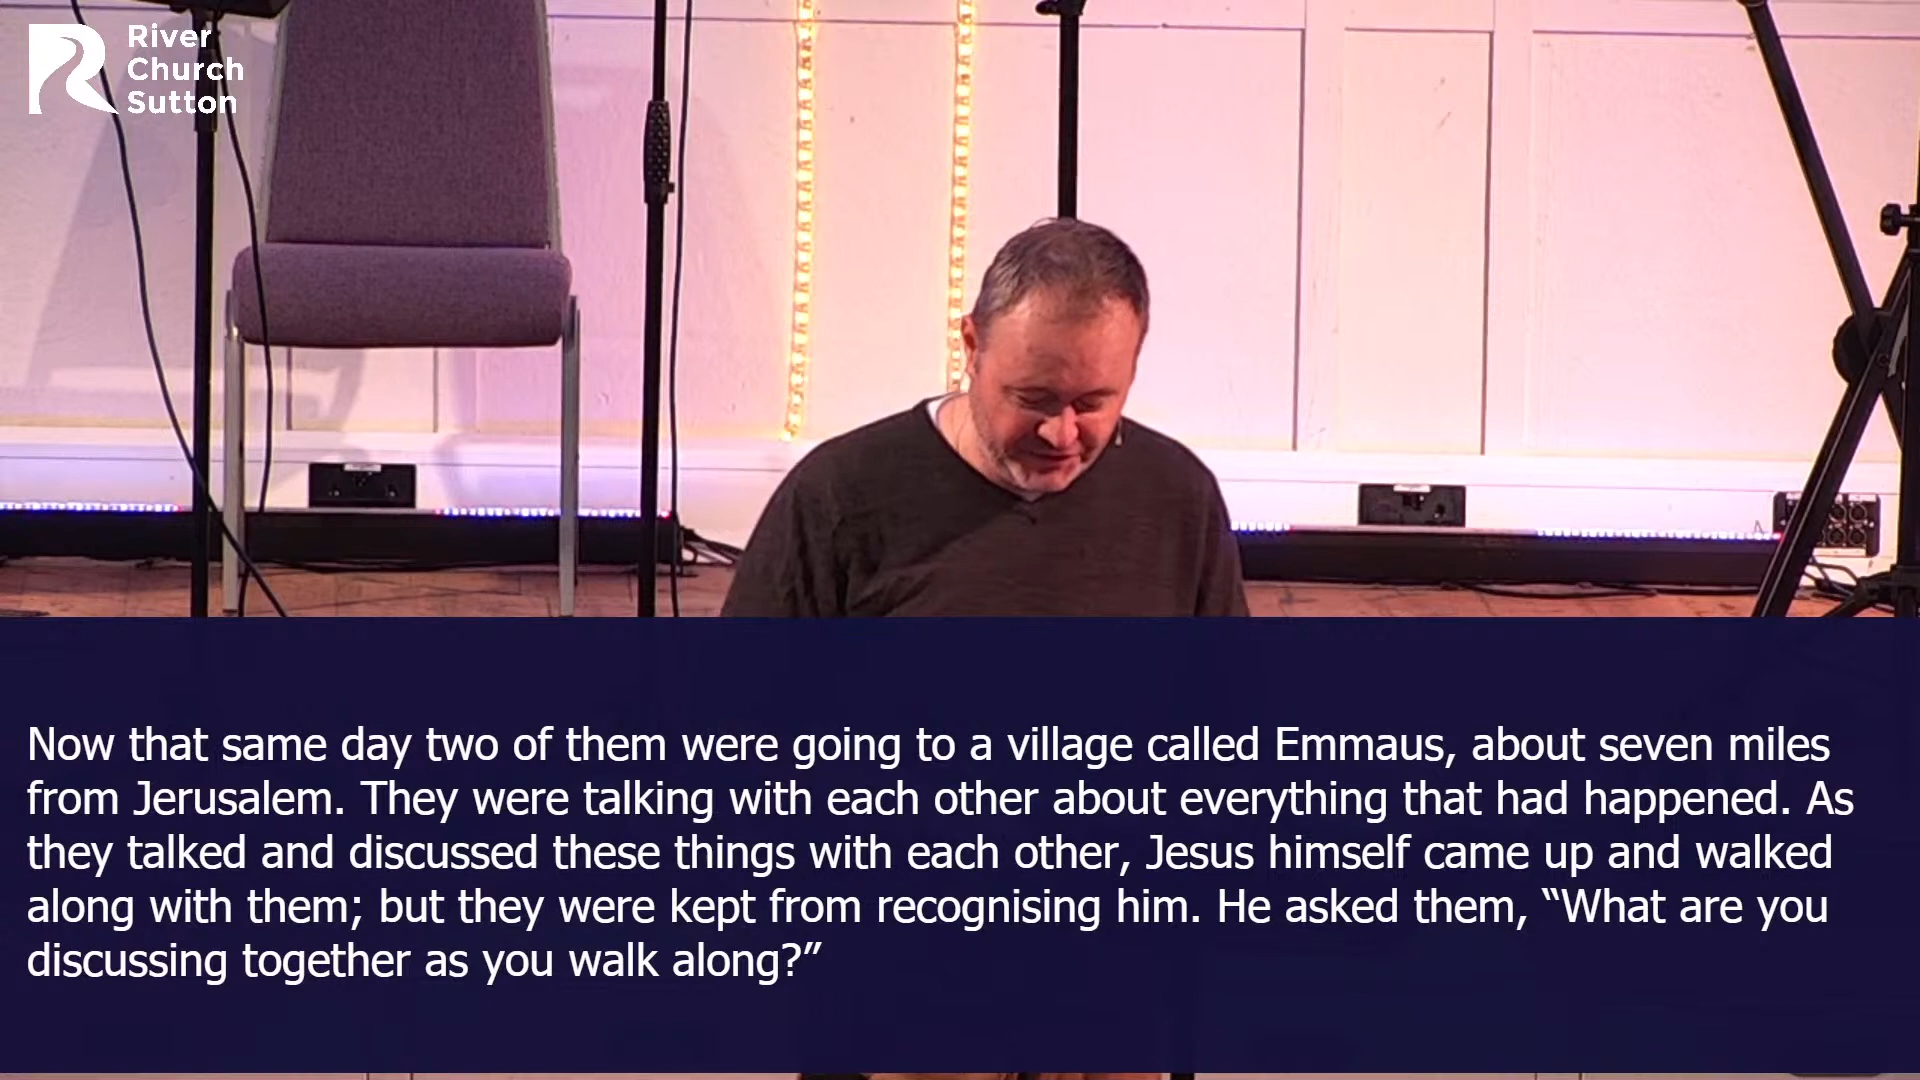 River
Church
Sutton
Now that same day two of them were going to a village called Emmaus, about seven miles
from Jerusalem. They were talking with each other about everything that had happened. As
they talked and discussed these things with each other, Jesus himself came up and walked
along with them; but they were kept from recognising him. He asked them, “What are you
discussing together as you walk along?”